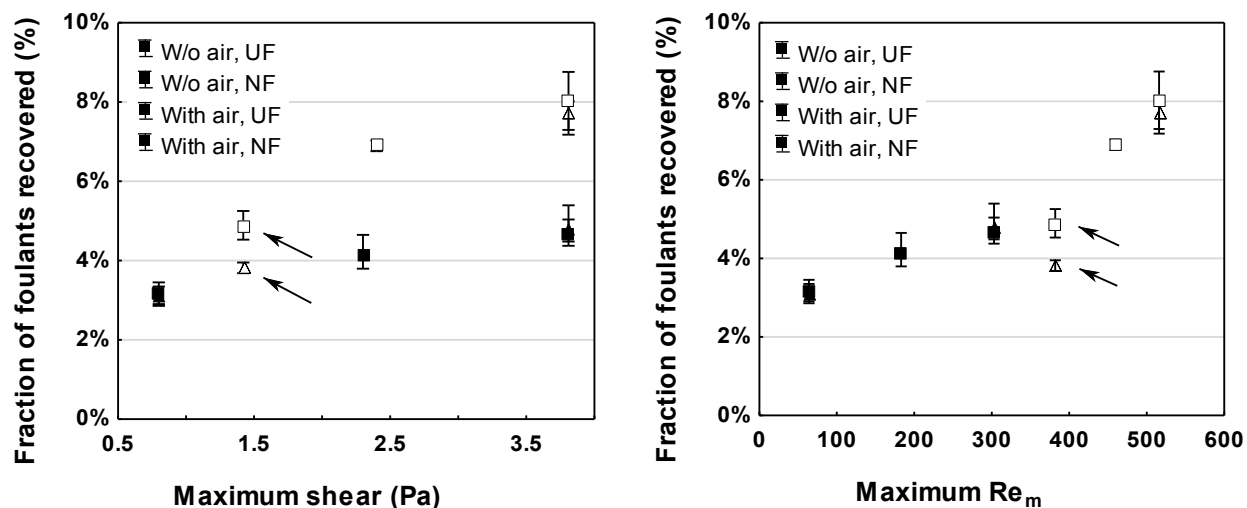 Fraction of foulants recovered (%)
10%
8%
6%
4%
2%
0%
W/o air, UF
W/o air, NF
With air, UF
With air, NF
0.5
1.5
2.5
3.5
Maximum shear (Pa)
Fraction of foulants recovered (%)
10%
8%
6%
4%
2%
0%
W/o air, UF
W/o air, NF
With air, UF
With air, NF
0
100
200
300
400
500
600
Maximum Reₘ